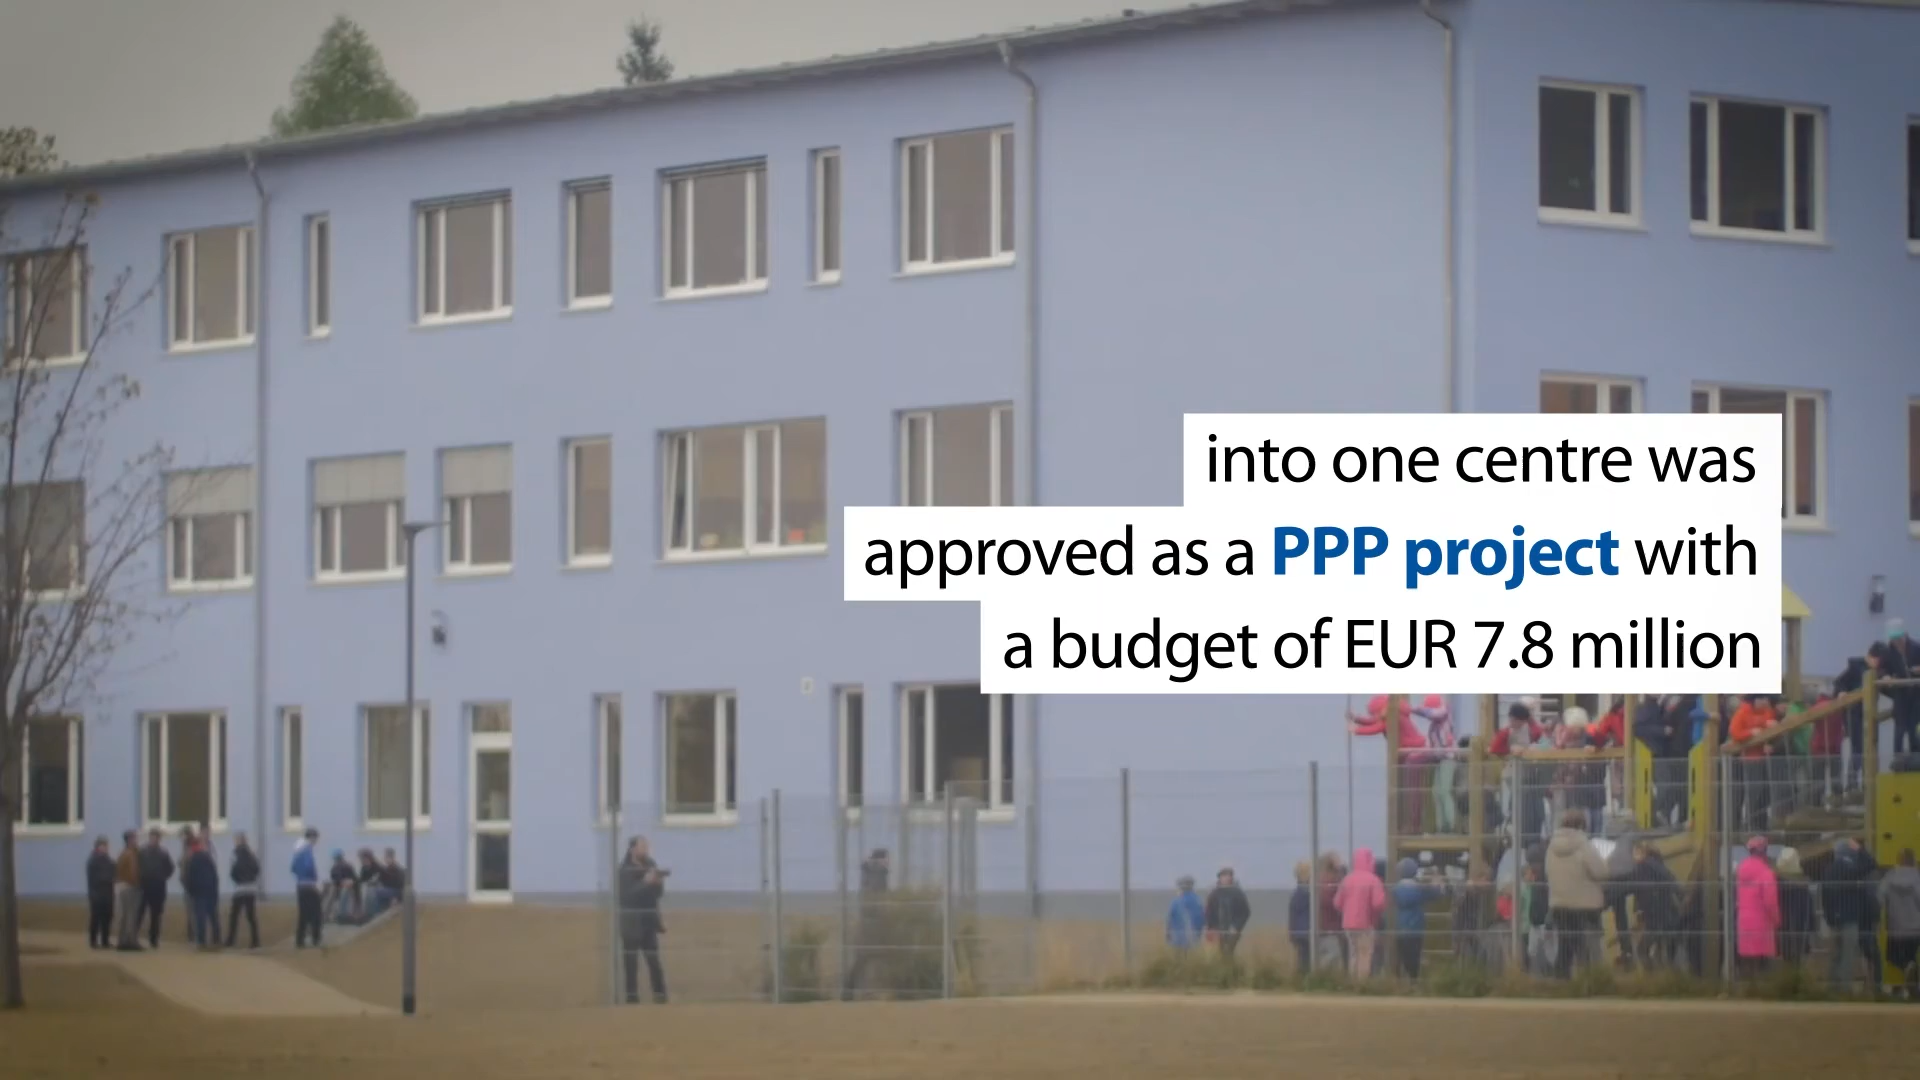 into one centre was
approved as a PPP project with
a budget of EUR 7.8 million